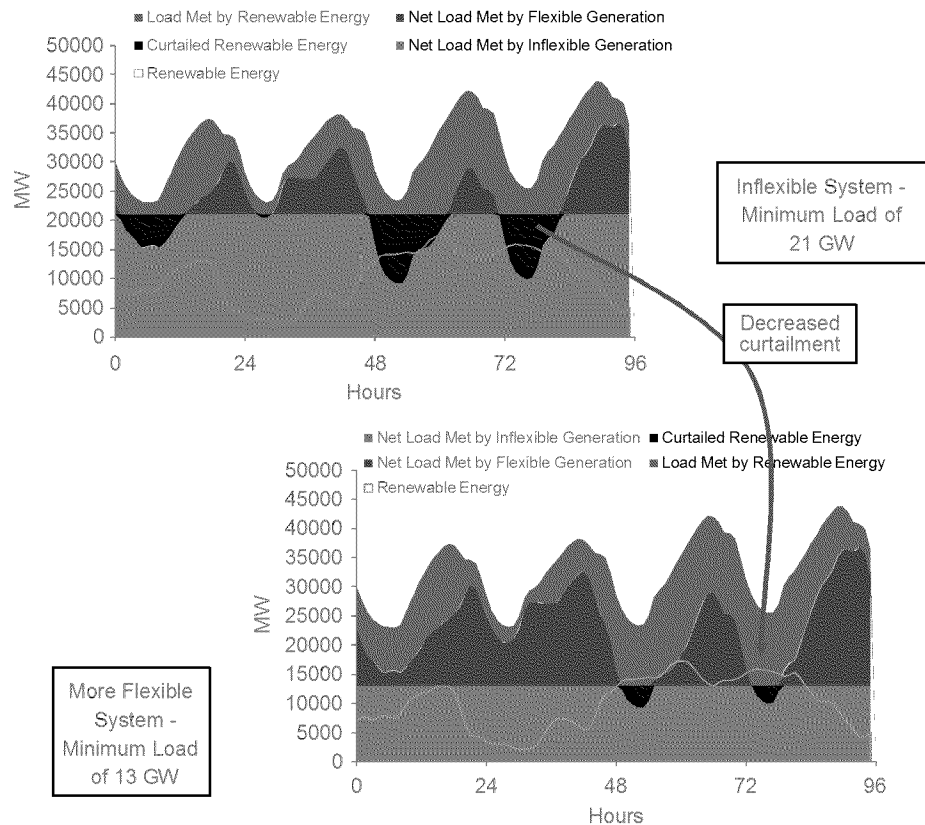 Load Met by Renewable Energy
Net Load Met by Flexible Generation
Curtailed Renewable Energy
Net Load Met by Inflexible Generation
Renewable Energy
50000
45000
40000
35000
30000
25000
20000
15000
10000
5000
0
MW
0 24 48 72 96
Hours
Inflexible System -
Minimum Load of
21 GW
Decreased
curtailment
Net Load Met by Inflexible Generation
Curtailed Renewable Energy
Net Load Met by Flexible Generation
Load Met by Renewable Energy
Renewable Energy
50000
45000
40000
35000
30000
25000
20000
15000
10000
5000
0
MW
0 24 48 72 96
Hours
More Flexible
System -
Minimum Load
of 13 GW